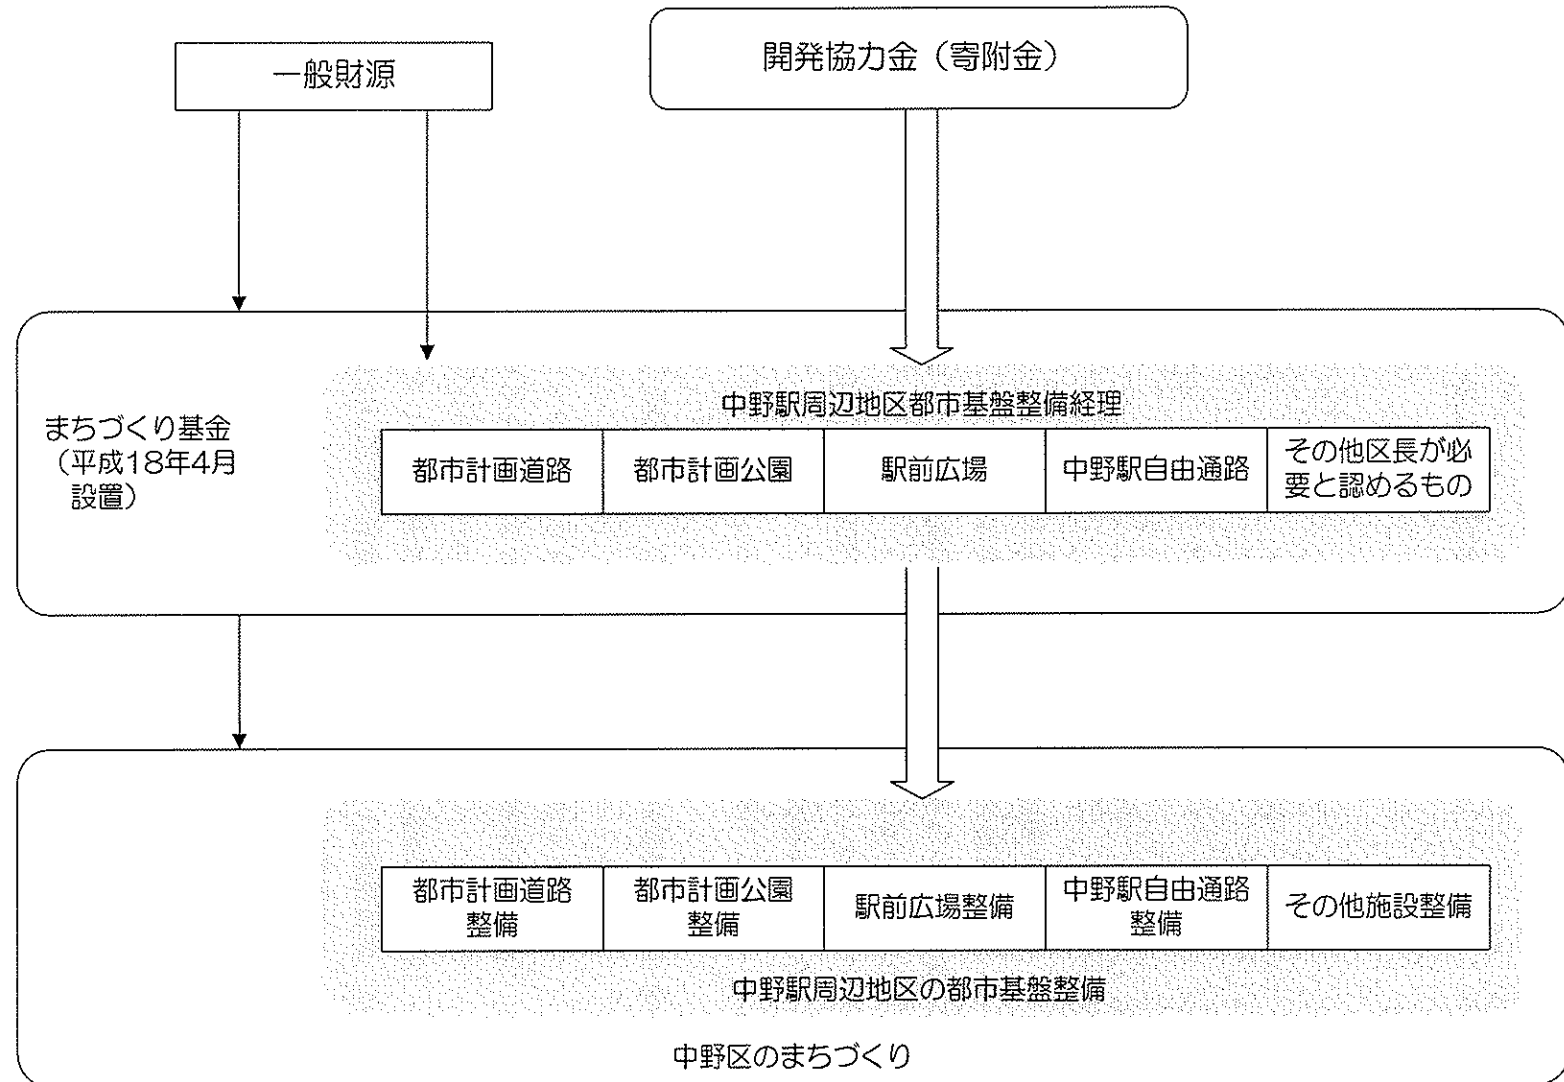 一般財源
開発協力金（寄附金）
まちづくり基金
（平成18年4月
設置）
中野駅周辺地区都市基盤整備経理
都市計画道路
都市計画公園
駅前広場
中野駅自由通路
その他区長が必
要と認めるもの
都市計画道路
整備
都市計画公園
整備
駅前広場整備
中野駅自由通路
整備
その他施設整備
中野駅周辺地区の都市基盤整備
中野区のまちづくり